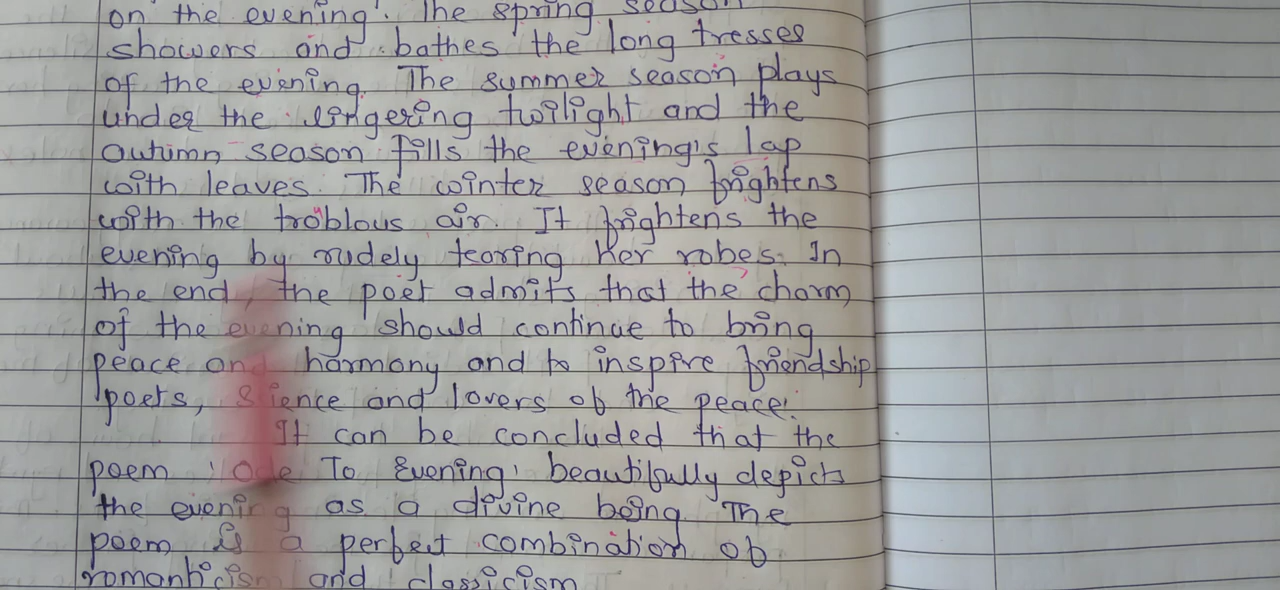 on the evening'. The spring season
showers and bathes the long tresses
of the evening. The summer season plays
under the lingering twilight and the
autumn season fills the evening's lap
with leaves. The winter season frightens
with the troblous air. It frightens the
evening by rudely tearing her robes. In
the end, the poet admits that the charm
of the evening should continue to bring
peace and harmony and to inspire friendship
poets, science and lovers of the peace.
It can be concluded that the
poem 'Ode To Evening' beautifully depicts
the evening as a divine being. The
poem is a perfect combination of
romanticism and classicism